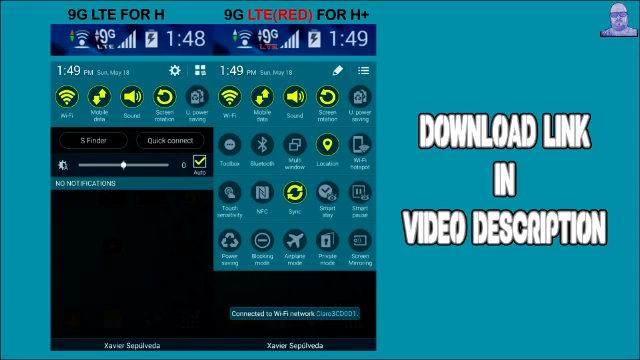 9G LTE FOR H
9G LTE(RED) FOR H+
9G
LTE
1:48
9G
LTE
1:49
1:49 PM Sun, May 18
1:49 PM Sun, May 18
Wi-Fi
Mobile data
Sound
Screen rotation
U. power saving
Wi-Fi
Mobile data
Sound
Screen rotation
U. power saving
S Finder
Quick connect
0
Auto
NO NOTIFICATIONS
Toolbox
Bluetooth
Multi window
Location
Wi-Fi hotspot
Touch sensitivity
NFC
Sync
Smart stay
Smart pause
Power saving
Blocking mode
Airplane mode
Private mode
Screen Mirroring
Connected to Wi-Fi network Claro3CD0D1.
Xavier Sepúlveda
Xavier Sepúlveda
DOWNLOAD LINK
IN
VIDEO DESCRIPTION